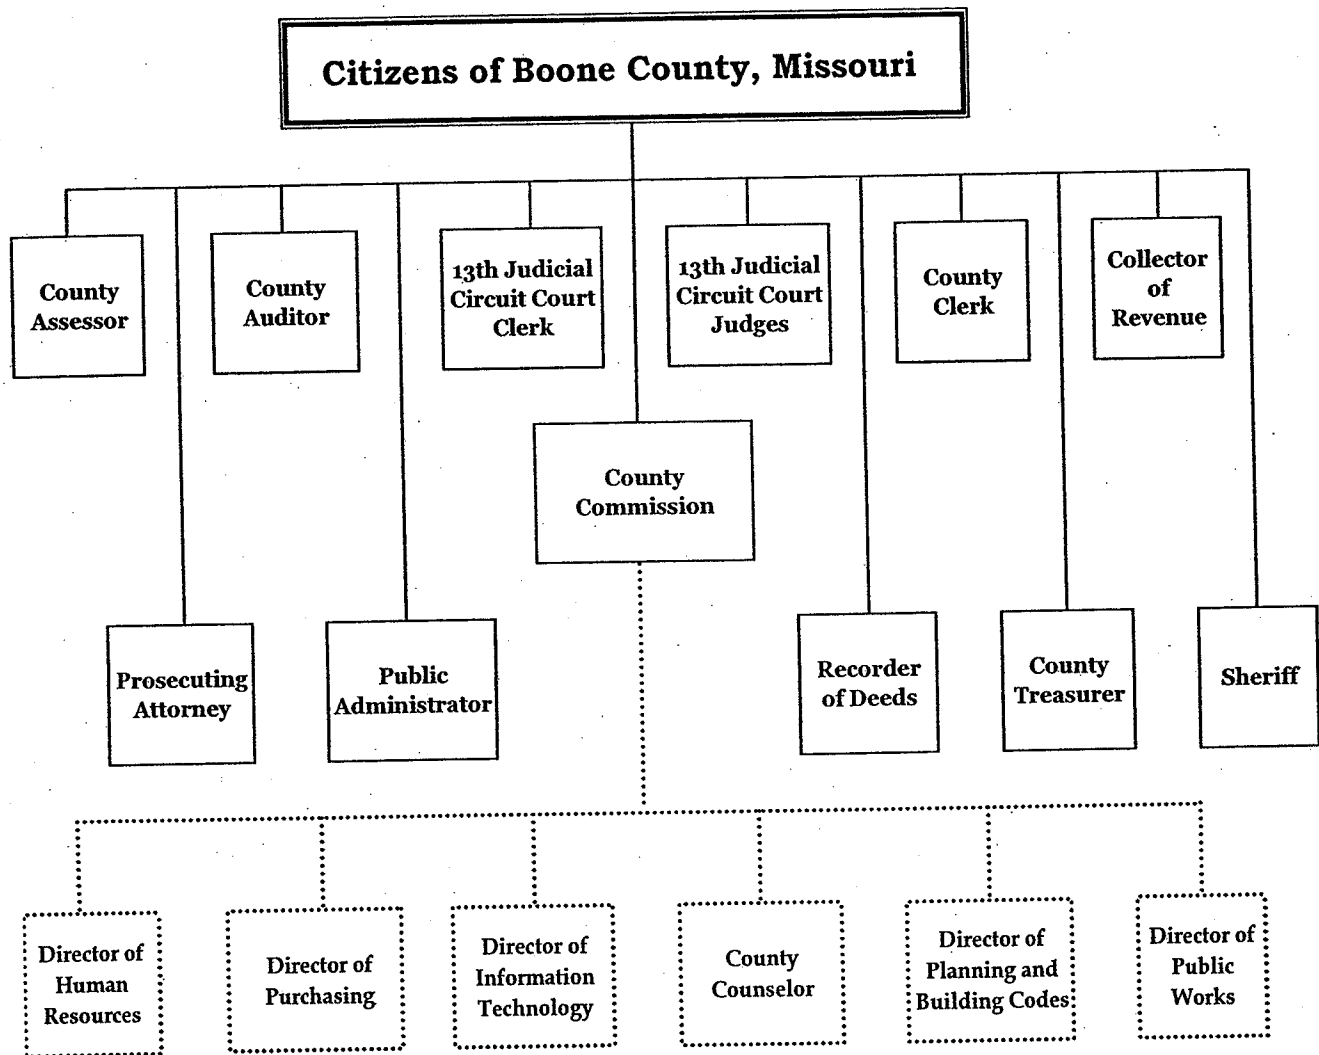 Citizens of Boone County, Missouri
County
Assessor
County
Auditor
13th Judicial
Circuit Court
Clerk
13th Judicial
Circuit Court
Judges
County
Clerk
Collector
of
Revenue
County
Commission
Prosecuting
Attorney
Public
Administrator
Recorder
of Deeds
County
Treasurer
Sheriff
Director of
Human
Resources
Director of
Purchasing
Director of
Information
Technology
County
Counselor
Director of
Planning and
Building Codes
Director of
Public
Works